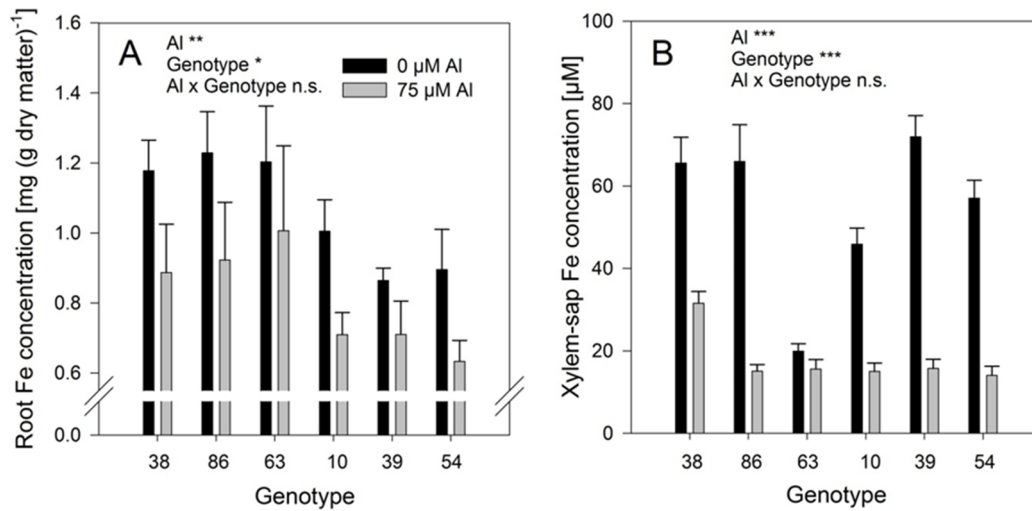 A
Al **
Genotype *
Al x Genotype n.s.
0 µM Al
75 µM Al
Root Fe concentration [mg (g dry matter)⁻¹]
1.6
1.4
1.2
1.0
0.8
0.6
0.0
38 86 63 10 39 54
Genotype
B
Al ***
Genotype ***
Al x Genotype n.s.
Xylem-sap Fe concentration [µM]
100
80
60
40
20
0
38 86 63 10 39 54
Genotype